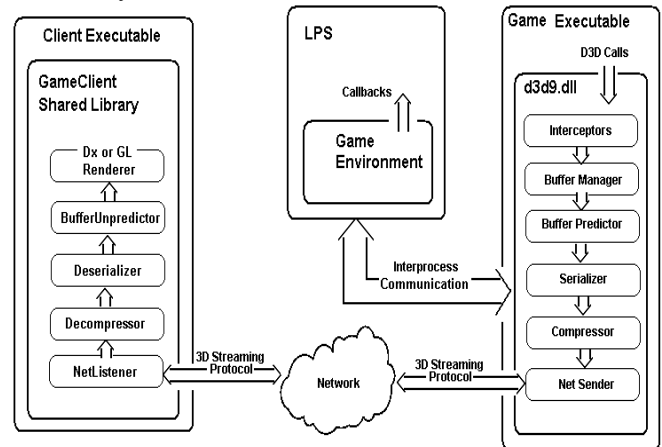 Client Executable
GameClient
Shared Library
Dx or GL
Renderer
BufferUnpredictor
Deserializer
Decompressor
NetListener
3D Streaming
Protocol
Network
LPS
Callbacks
Game
Environment
Interprocess
Communication
3D Streaming
Protocol
Game Executable
D3D Calls
d3d9.dll
Interceptors
Buffer Manager
Buffer Predictor
Serializer
Compressor
Net Sender